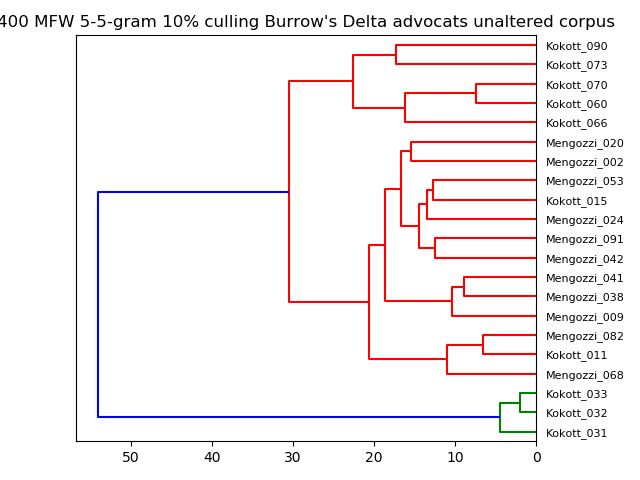 400 MFW 5-5-gram 10% culling Burrow's Delta advocats unaltered corpus
Kokott_090
Kokott_073
Kokott_070
Kokott_060
Kokott_066
Mengozzi_020
Mengozzi_002
Mengozzi_053
Kokott_015
Mengozzi_024
Mengozzi_091
Mengozzi_042
Mengozzi_041
Mengozzi_038
Mengozzi_009
Mengozzi_082
Kokott_011
Mengozzi_068
Kokott_033
Kokott_032
Kokott_031
50 40 30 20 10 0